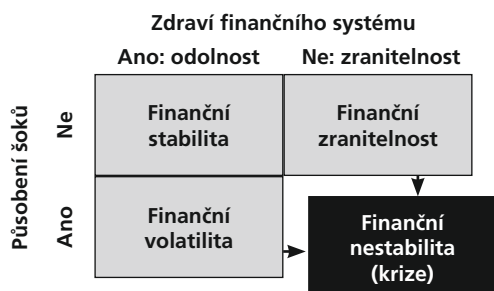 Zdraví finančního systému
Ano: odolnost
Ne: zranitelnost
Působení šoků
Ne
Finanční
stabilita
Finanční
zranitelnost
Ano
Finanční
volatilita
Finanční
nestabilita
(krize)